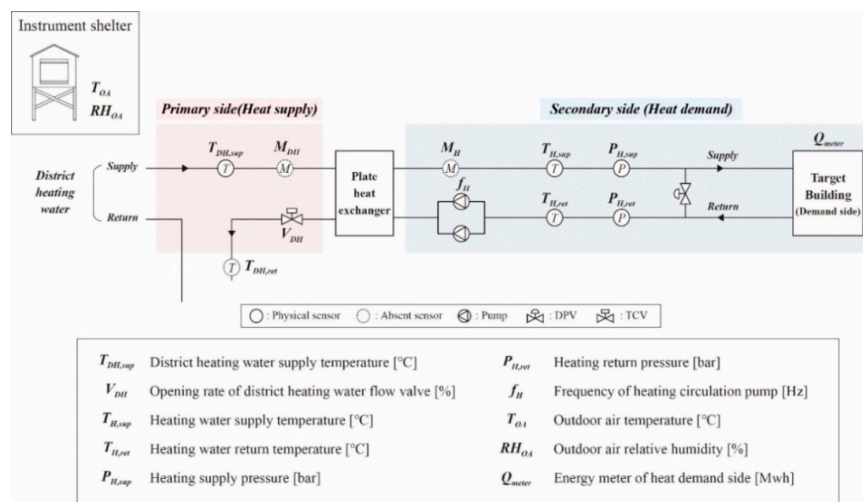 Instrument shelter
T_OA
RH_OA
Primary side(Heat supply)
Secondary side (Heat demand)
T_DH,sup
M_DH
M_H
T_H,sup
P_H,sup
Q_meter
District heating water
Supply
Return
T
M
Plate heat exchanger
M
T
P
Supply
Target Building (Demand side)
f_H
V_DH
T_H,ret
P_H,ret
T
P
Return
T
T_DH,ret
: Physical sensor
: Absent sensor
: Pump
: DPV
: TCV
T_DH,sup District heating water supply temperature [°C]
V_DH Opening rate of district heating water flow valve [%]
T_H,sup Heating water supply temperature [°C]
T_H,ret Heating water return temperature [°C]
P_H,sup Heating supply pressure [bar]
P_H,ret Heating return pressure [bar]
f_H Frequency of heating circulation pump [Hz]
T_OA Outdoor air temperature [°C]
RH_OA Outdoor air relative humidity [%]
Q_meter Energy meter of heat demand side [Mwh]